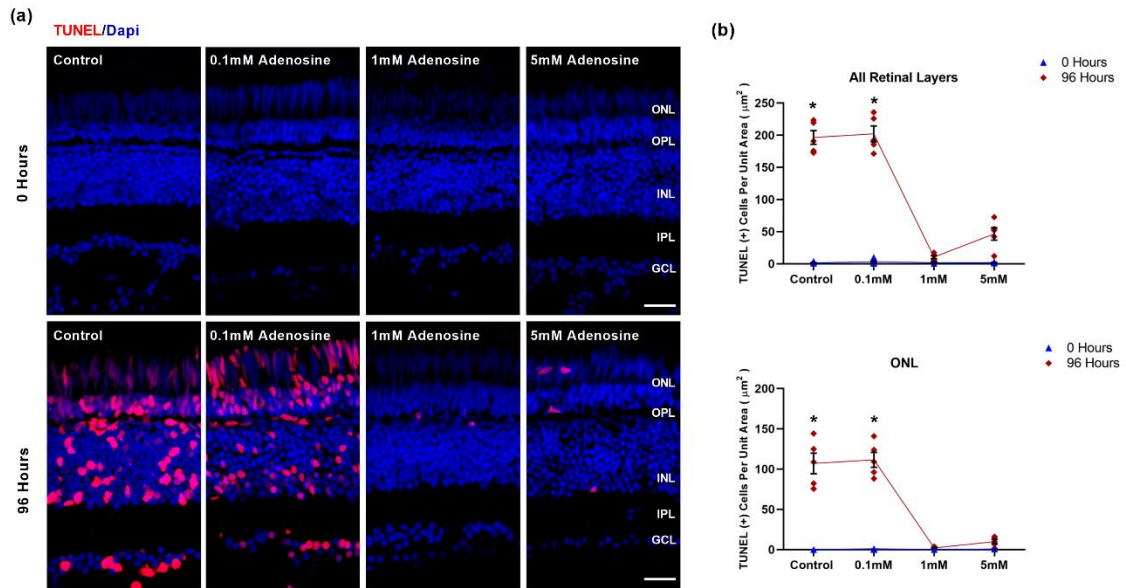 (a)
TUNEL/Dapi
Control
0.1mM Adenosine
1mM Adenosine
5mM Adenosine
0 Hours
ONL
OPL
INL
IPL
GCL
Control
0.1mM Adenosine
1mM Adenosine
5mM Adenosine
96 Hours
ONL
OPL
INL
IPL
GCL
(b)
0 Hours
96 Hours
All Retinal Layers
TUNEL (+) Cells Per Unit Area ( μm²)
250
200
150
100
50
0
* *
Control 0.1mM 1mM 5mM
0 Hours
96 Hours
ONL
TUNEL (+) Cells Per Unit Area ( μm²)
200
150
100
50
0
* *
Control 0.1mM 1mM 5mM